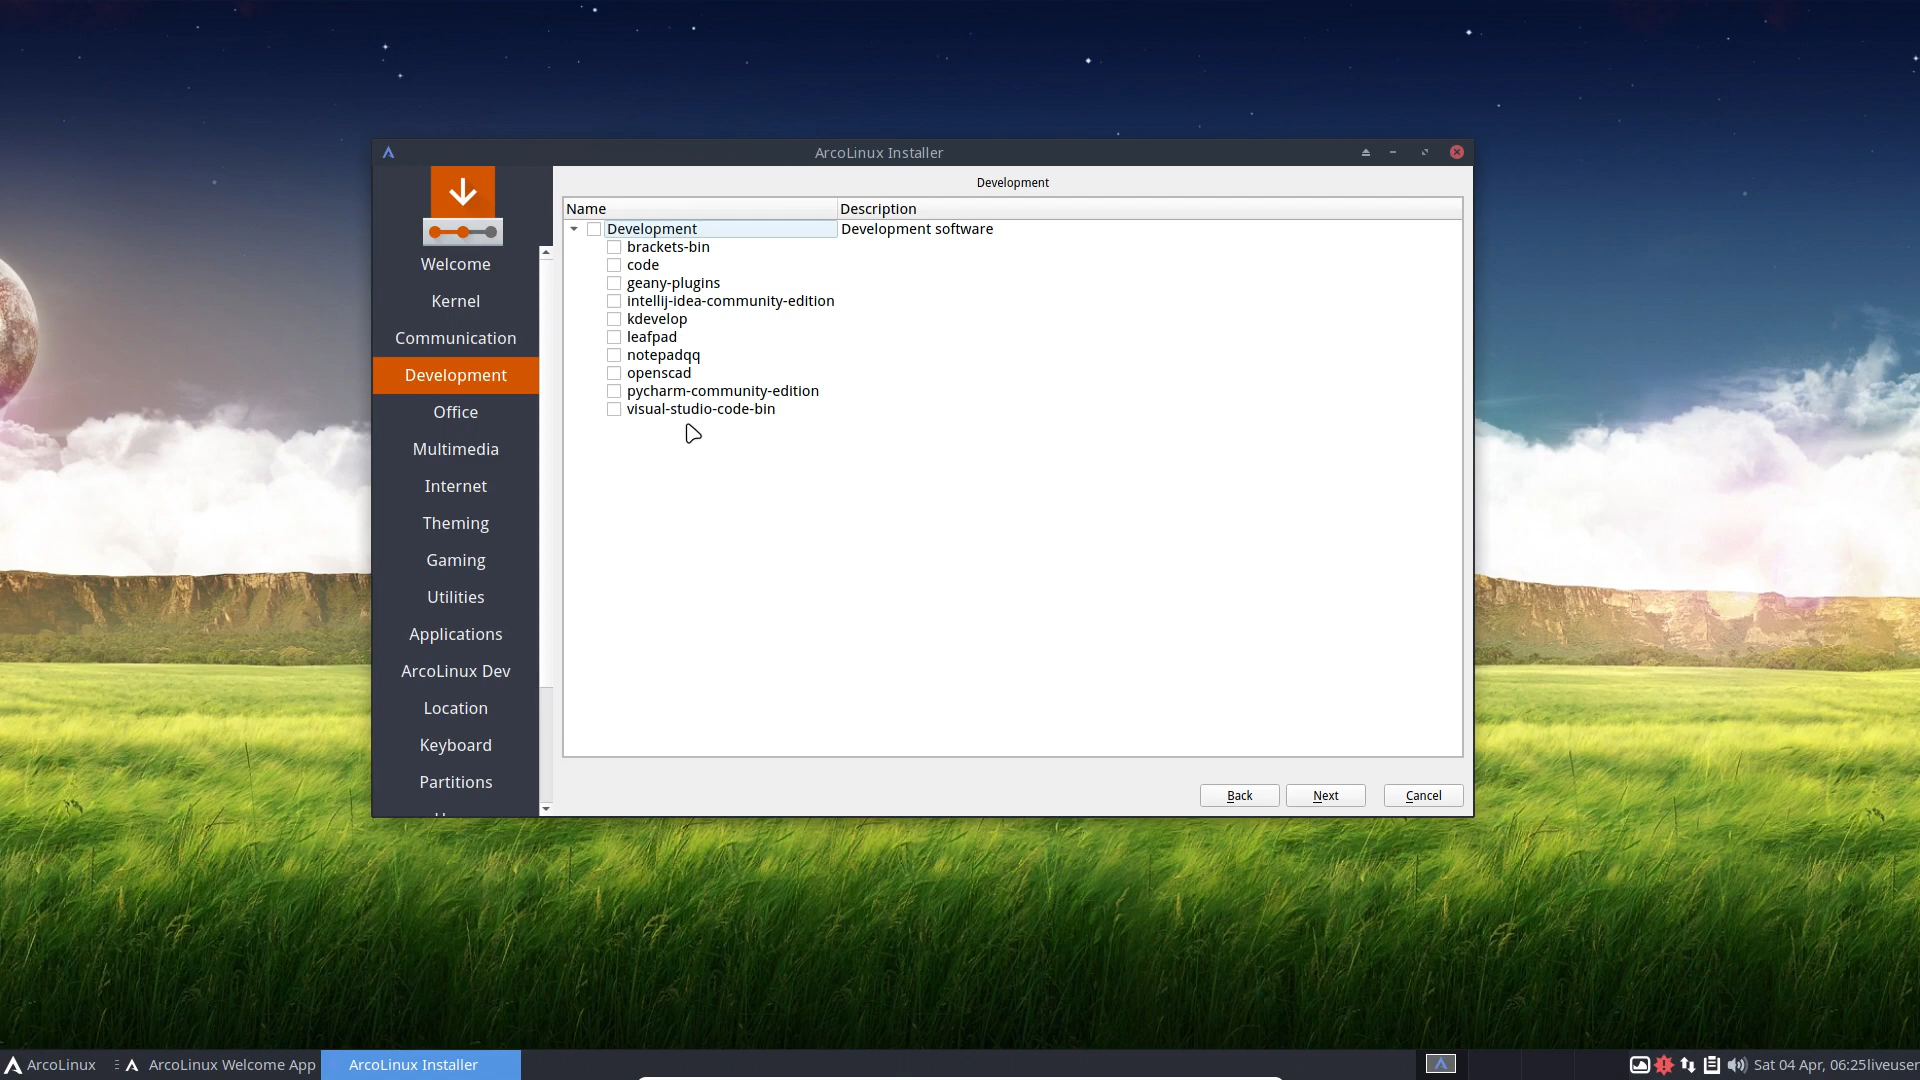 ArcoLinux Installer
Welcome
Kernel
Communication
Development
Office
Multimedia
Internet
Theming
Gaming
Utilities
Applications
ArcoLinux Dev
Location
Keyboard
Partitions
Development
Name Description
Development Development software
brackets-bin
code
geany-plugins
intellij-idea-community-edition
kdevelop
leafpad
notepadqq
openscad
pycharm-community-edition
visual-studio-code-bin
Back Next Cancel
ArcoLinux ArcoLinux Welcome App ArcoLinux Installer Sat 04 Apr, 06:25liveuser